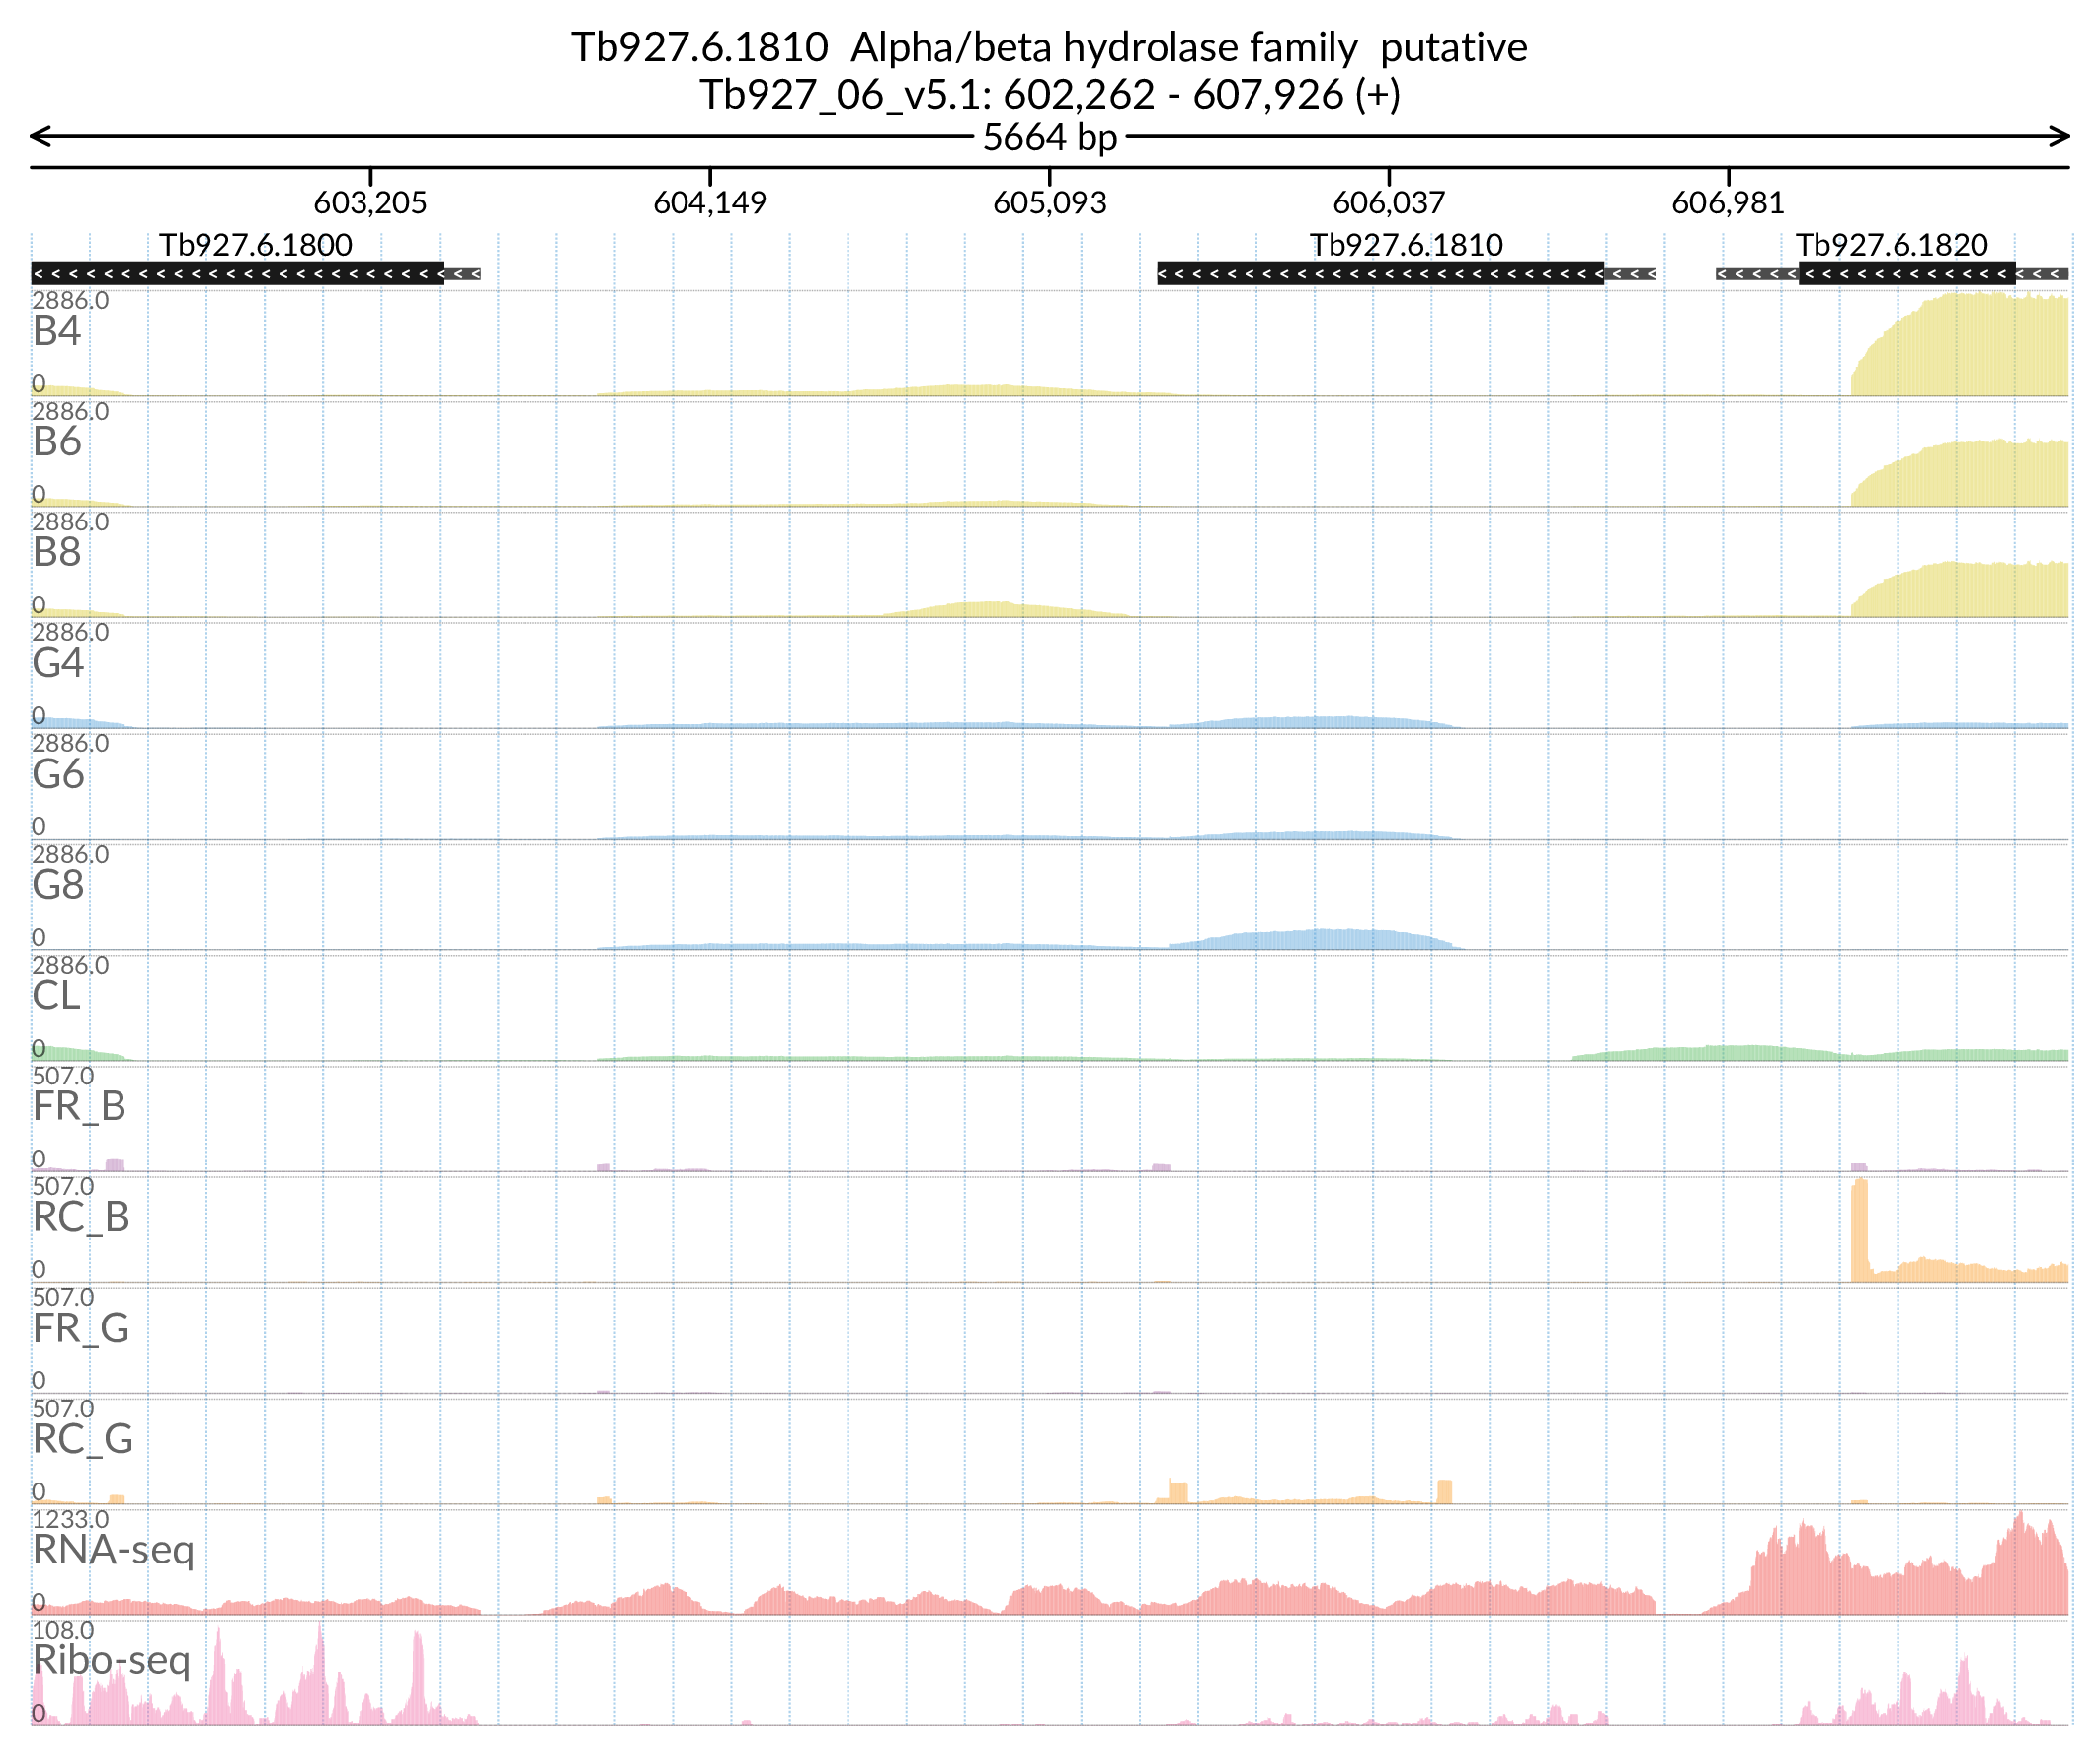 Tb927.6.1810  Alpha/beta hydrolase family  putative
Tb927_06_v5.1: 602,262 - 607,926 (+)
5664 bp
603,205 604,149 605,093 606,037 606,981
Tb927.6.1800 Tb927.6.1810 Tb927.6.1820
2886.0
B4
0
2886.0
B6
0
2886.0
B8
0
2886.0
G4
0
2886.0
G6
0
2886.0
G8
0
2886.0
CL
0
507.0
FR_B
0
507.0
RC_B
0
507.0
FR_G
0
507.0
RC_G
0
1233.0
RNA-seq
0
108.0
Ribo-seq
0